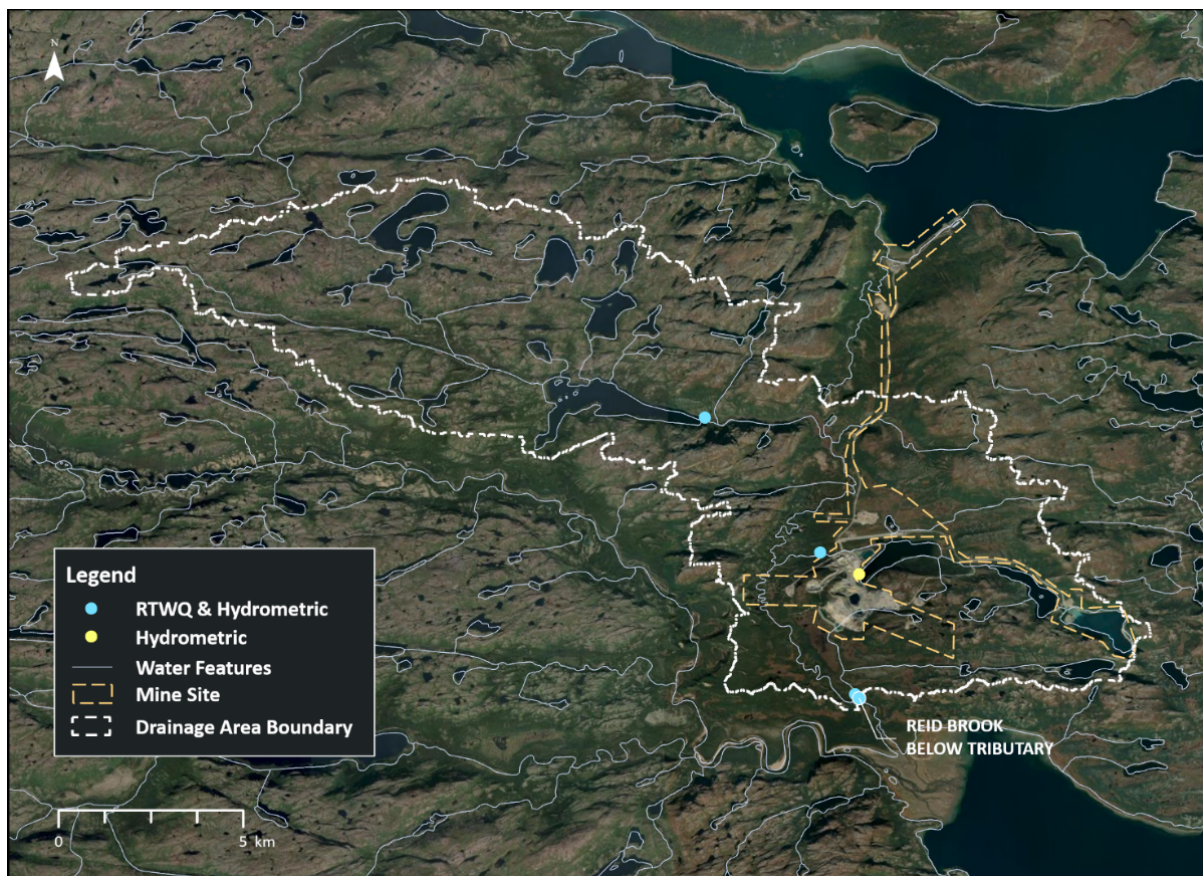 N
Legend
RTWQ & Hydrometric
Hydrometric
Water Features
Mine Site
Drainage Area Boundary
REID BROOK
BELOW TRIBUTARY
0 5 km